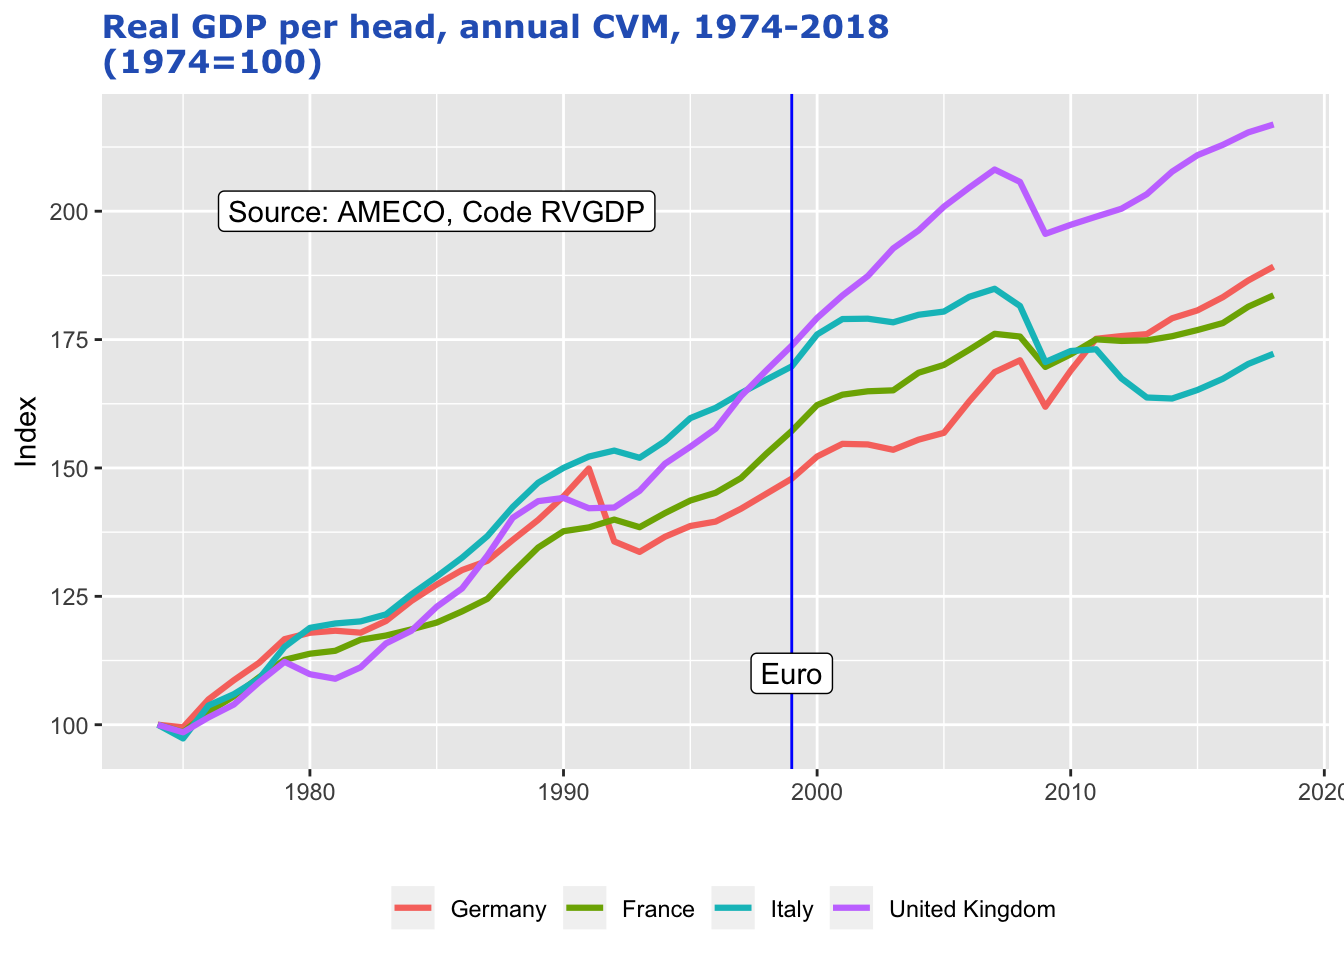 Real GDP per head, annual CVM, 1974-2018
(1974=100)
Index
200
175
150
125
100
Source: AMECO, Code RVGDP
Euro
1980
1990
2000
2010
2020
Germany
France
Italy
United Kingdom